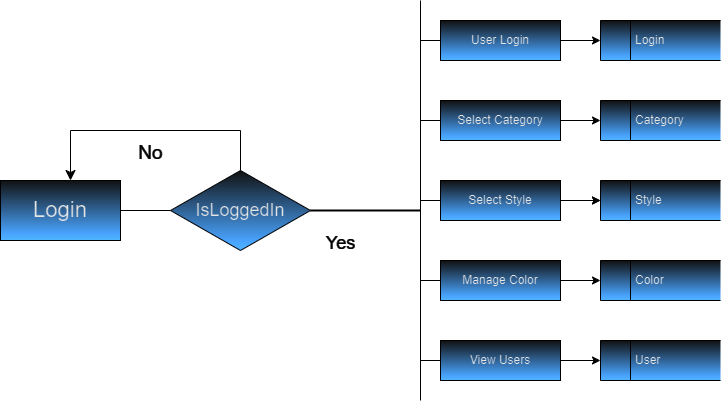 Login
No
IsLoggedIn
Yes
User Login
Login
Select Category
Category
Select Style
Style
Manage Color
Color
View Users
User